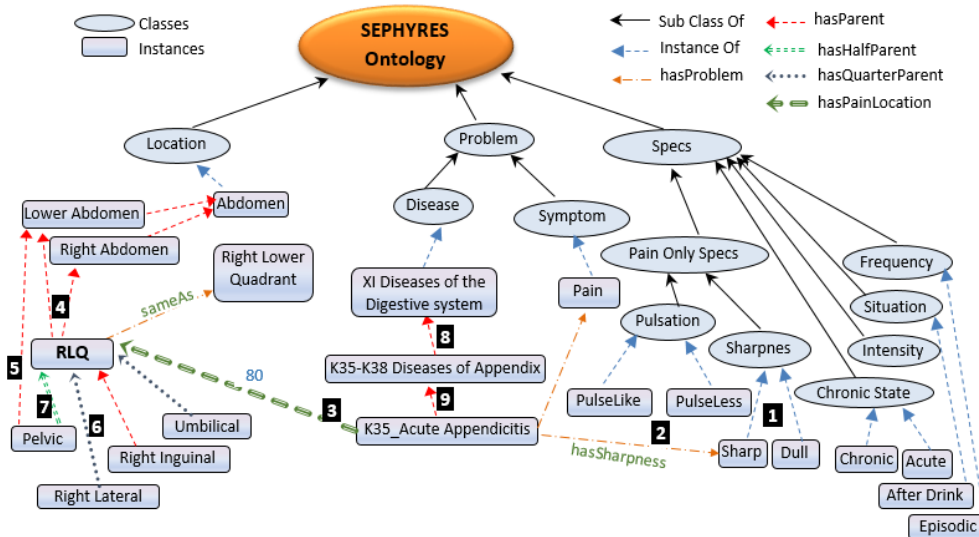 SEPHYRES
Ontology
Classes
Instances
Sub Class Of
Instance Of
hasProblem
hasParent
hasHalfParent
hasQuarterParent
hasPainLocation
Location
Problem
Specs
Abdomen
Lower Abdomen
Right Abdomen
Disease
Symptom
Pain Only Specs
Frequency
Right Lower
Quadrant
XI Diseases of the
Digestive system
Pain
Situation
Pulsation
sameAs
4
8
Sharpnes
Intensity
RLQ
5
K35-K38 Diseases of Appendix
Chronic State
80
7
9
PulseLike
PulseLess
1
3
6
Umbilical
Pelvic
K35_Acute Appendicitis
2
hasSharpness
Sharp
Dull
Chronic
Acute
Right Inguinal
Right Lateral
After Drink
Episodic